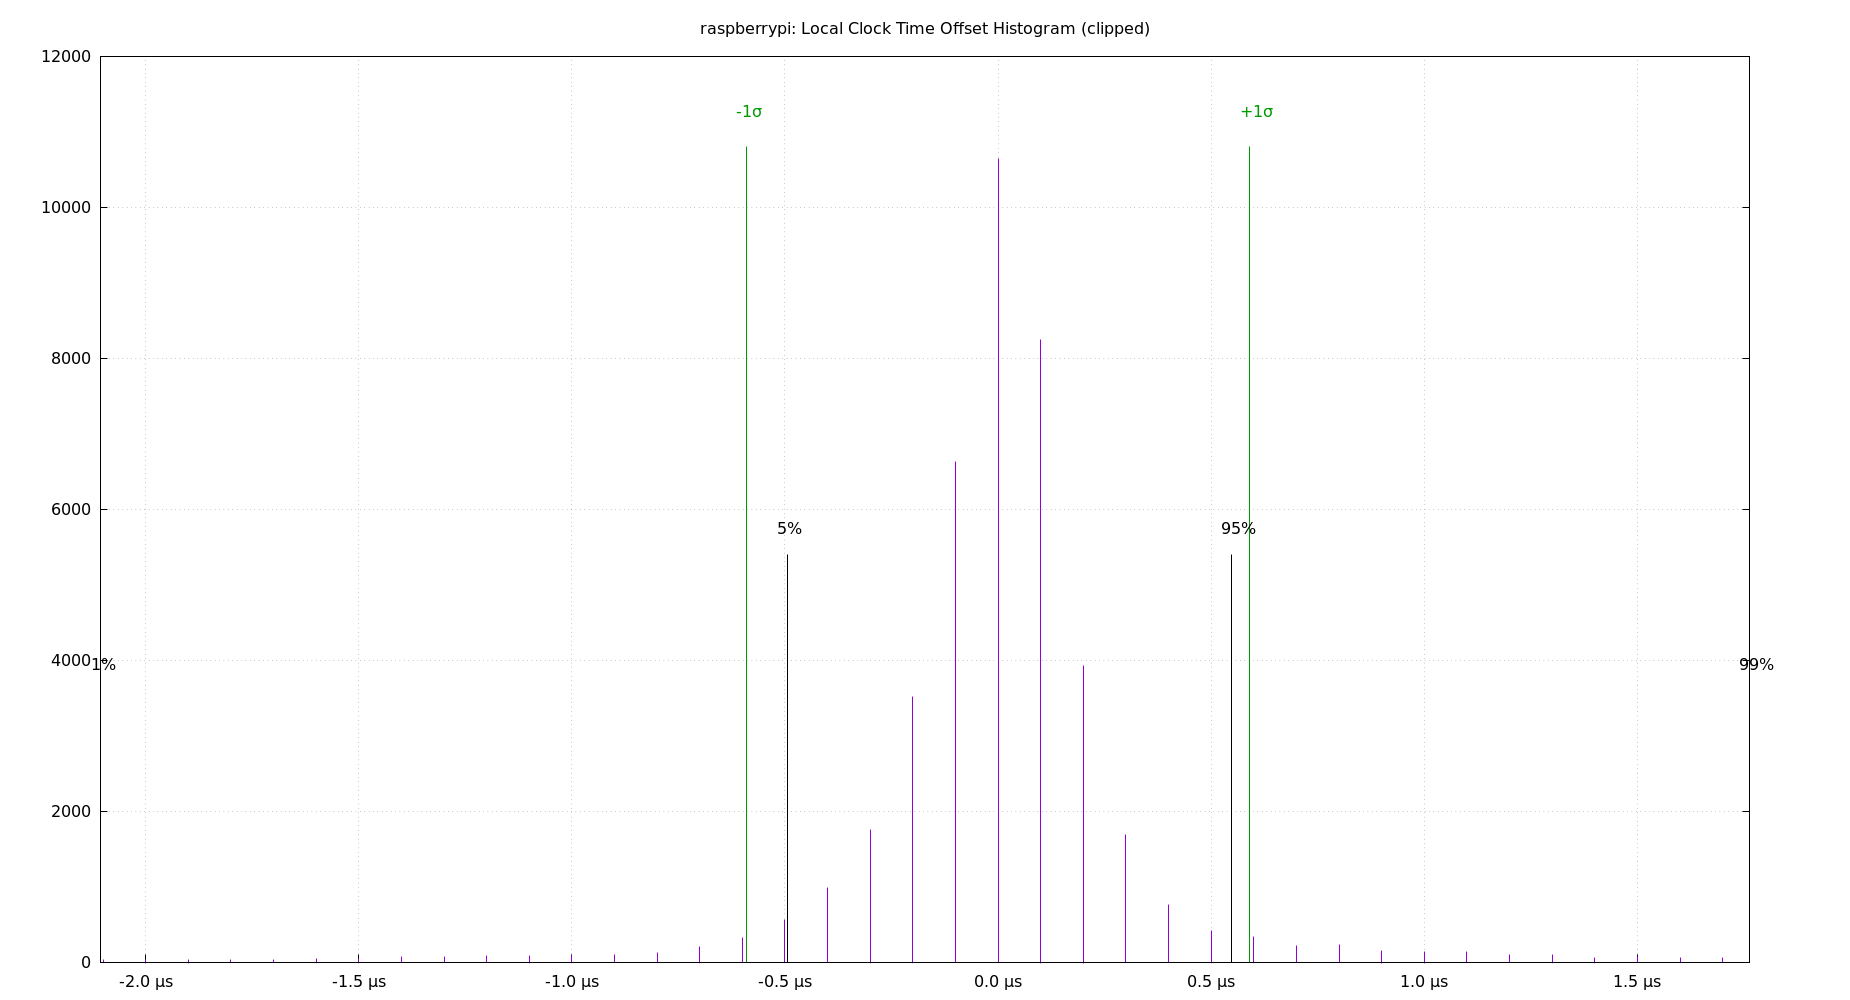 raspberrypi: Local Clock Time Offset Histogram (clipped)
12000
-1σ
+1σ
10000
8000
6000
5%
95%
4000
1%
99%
2000
0
-2.0 µs
-1.5 µs
-1.0 µs
-0.5 µs
0.0 µs
0.5 µs
1.0 µs
1.5 µs